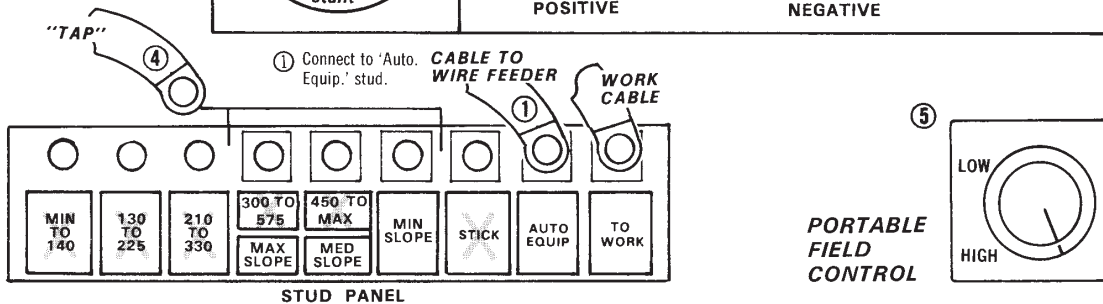 start
POSITIVE
NEGATIVE
"TAP"
④
① Connect to 'Auto.
Equip.' stud.
CABLE TO
WIRE FEEDER
①
WORK
CABLE
⑤
MIN
TO
140
130
TO
225
210
TO
330
300 TO
575
MAX
SLOPE
450 TO
MAX
MED
SLOPE
MIN
SLOPE
STICK
AUTO
EQUIP
TO
WORK
STUD PANEL
PORTABLE
FIELD
CONTROL
LOW
HIGH